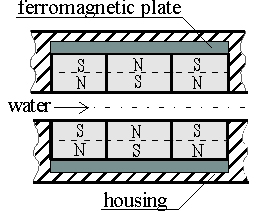 ferromagnetic plate
S N S
N S N
water
S N S
N S N
housing